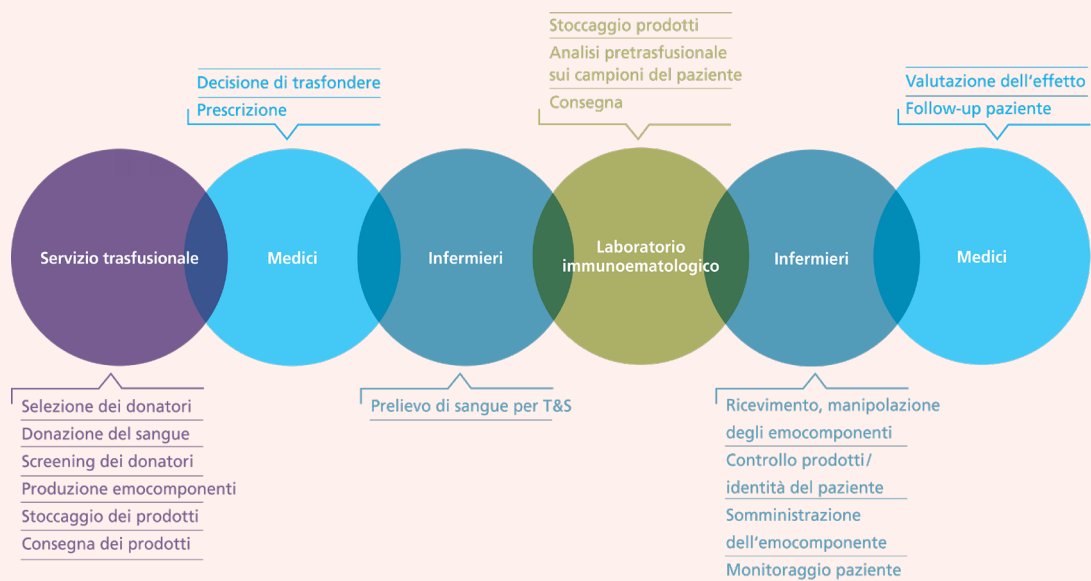 Stoccaggio prodotti
Analisi pretrasfusionale
sui campioni del paziente
Consegna
Decisione di trasfondere
Prescrizione
Valutazione dell'effetto
Follow-up paziente
Servizio trasfusionale
Medici
Infermieri
Laboratorio
immunoematologico
Infermieri
Medici
Selezione dei donatori
Donazione del sangue
Screening dei donatori
Produzione emocomponenti
Stoccaggio dei prodotti
Consegna dei prodotti
Prelievo di sangue per T&S
Ricevimento, manipolazione
degli emocomponenti
Controllo prodotti/
identità del paziente
Somministrazione
dell'emocomponente
Monitoraggio paziente